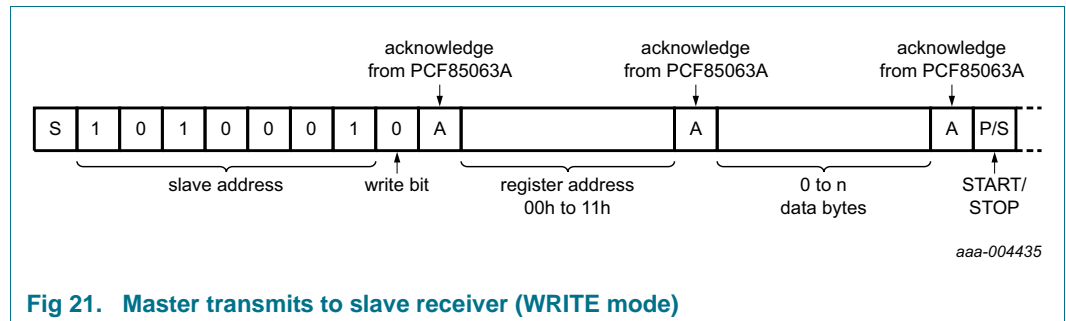 acknowledge
from PCF85063A
acknowledge
from PCF85063A
acknowledge
from PCF85063A
S 1 0 1 0 0 0 1 0 A A A P/S
slave address
write bit
register address
00h to 11h
0 to n
data bytes
START/
STOP
aaa-004435
Fig 21. Master transmits to slave receiver (WRITE mode)